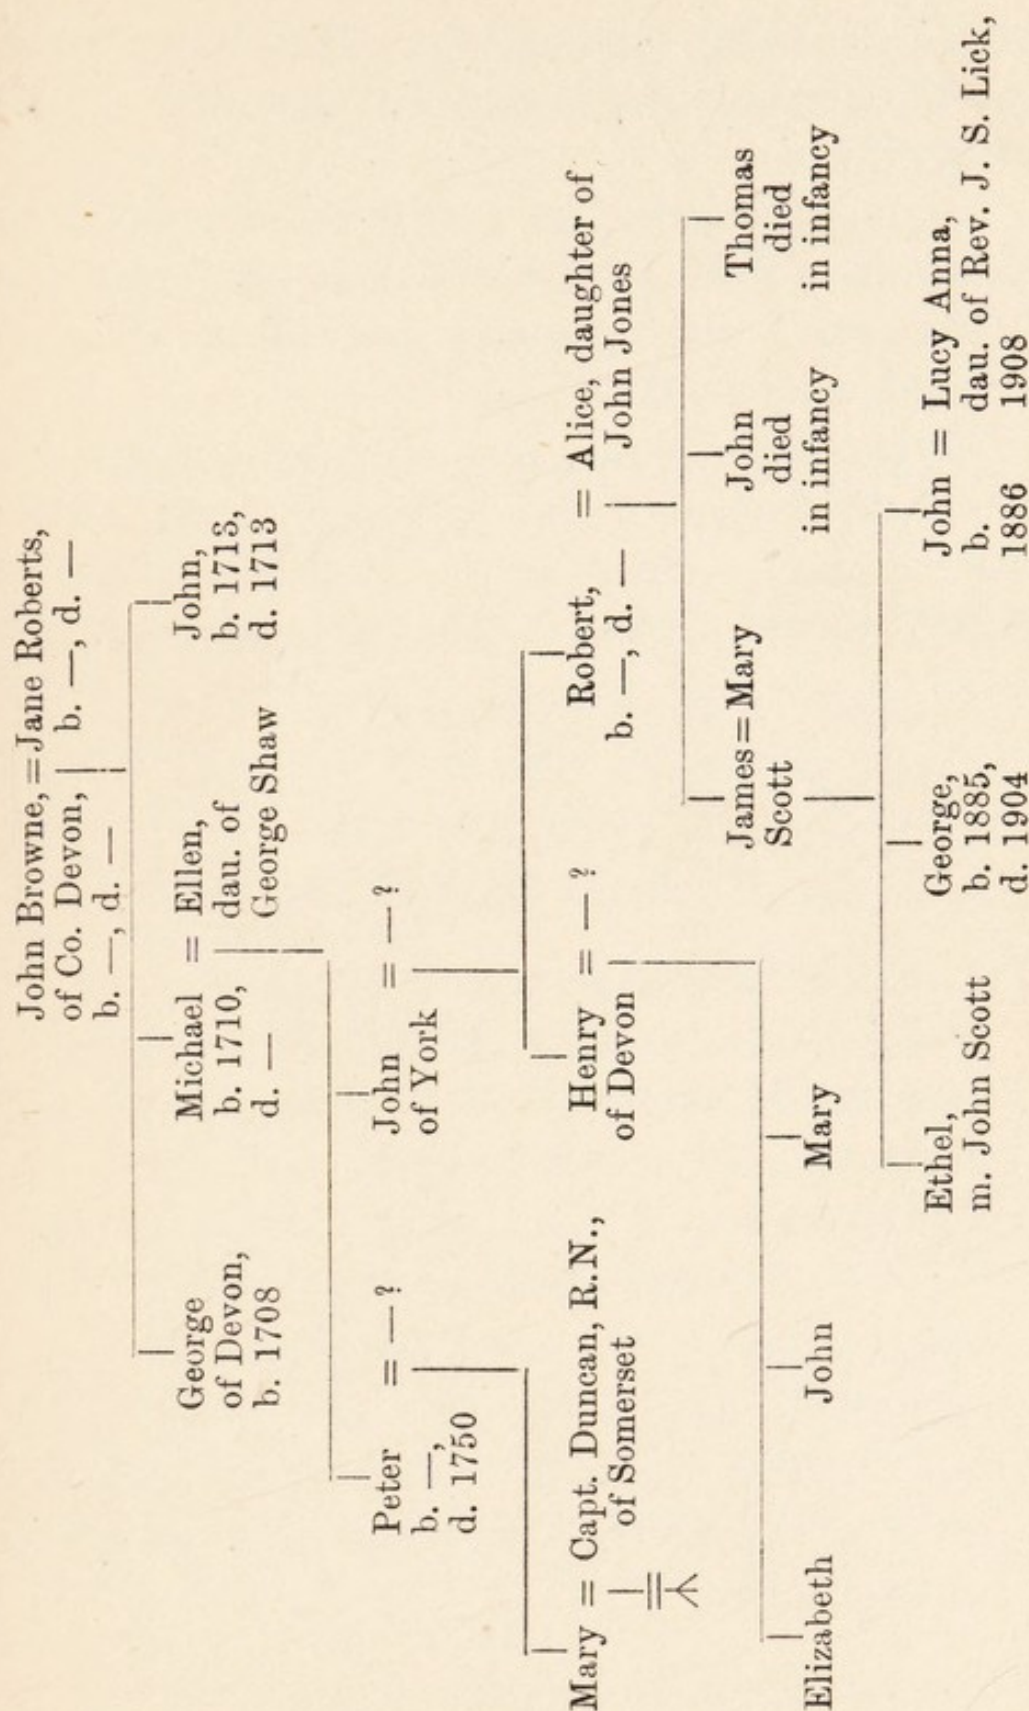 John Browne, = Jane Roberts,
of Co. Devon, b. —, d. —
b. —, d. —
George
of Devon,
b. 1708
Michael = Ellen,
b. 1710, dau. of
d. — George Shaw
John,
b. 1713,
d. 1713
Peter = — ?
b. —,
d. 1750
John = — ?
of York
Mary = Capt. Duncan, R.N.,
of Somerset
Henry = — ?
of Devon
Robert, = Alice, daughter of
b. —, d. — John Jones
Elizabeth
John
Mary
James = Mary
Scott
John
died
in infancy
Thomas
died
in infancy
Ethel,
m. John Scott
George,
b. 1885,
d. 1904
John = Lucy Anna,
b. dau. of Rev. J. S. Lick,
1886 1908